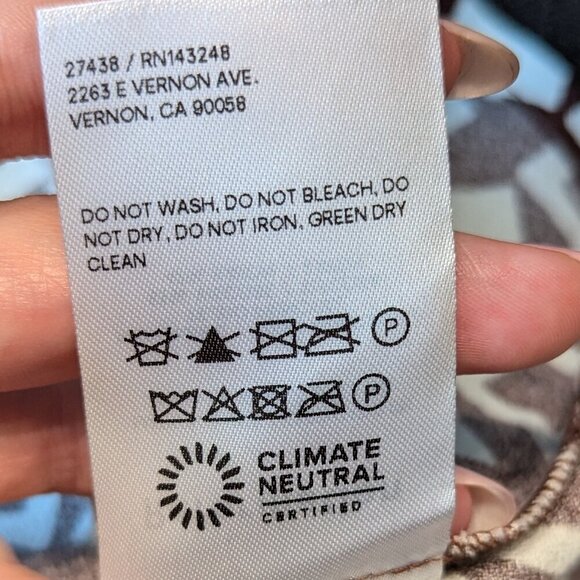 27438 / RN143248
2263 E VERNON AVE.
VERNON, CA 90058
DO NOT WASH, DO NOT BLEACH, DO
NOT DRY, DO NOT IRON, GREEN DRY
CLEAN
P
P
CLIMATE
NEUTRAL
CERTIFIED